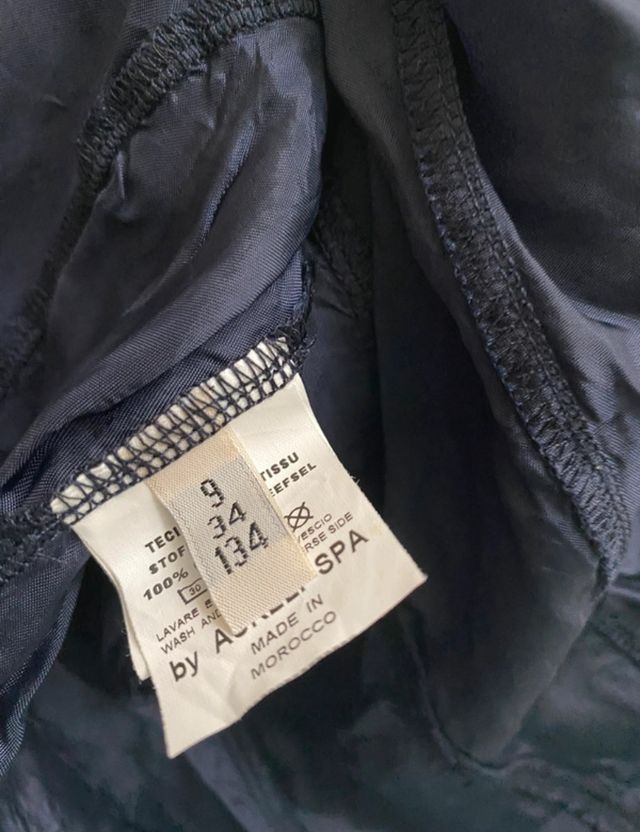 9
34
134
TISSU
EEFSEL
TECI
STOF
100%
30
VESCIO
RSE SIDE
LAVARE
WASH AND
by A SPA
MADE IN
MOROCCO